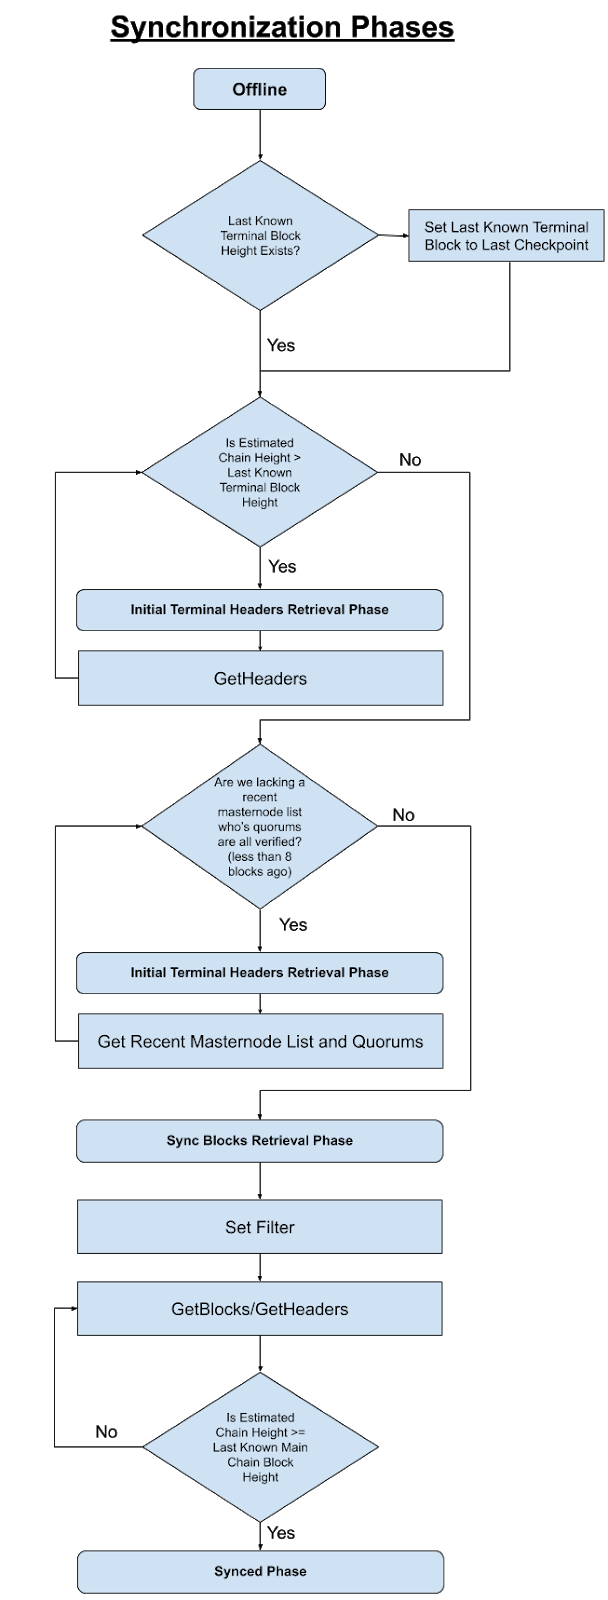 Synchronization Phases
Offline
Last Known
Terminal Block
Height Exists?
Set Last Known Terminal
Block to Last Checkpoint
Yes
Is Estimated
Chain Height >
Last Known
Terminal Block
Height
No
Yes
Initial Terminal Headers Retrieval Phase
GetHeaders
Are we lacking a
recent
masternode list
who's quorums
are all verified?
(less than 8
blocks ago)
No
Yes
Initial Terminal Headers Retrieval Phase
Get Recent Masternode List and Quorums
Sync Blocks Retrieval Phase
Set Filter
GetBlocks/GetHeaders
Is Estimated
Chain Height >=
Last Known Main
Chain Block
Height
No
Yes
Synced Phase